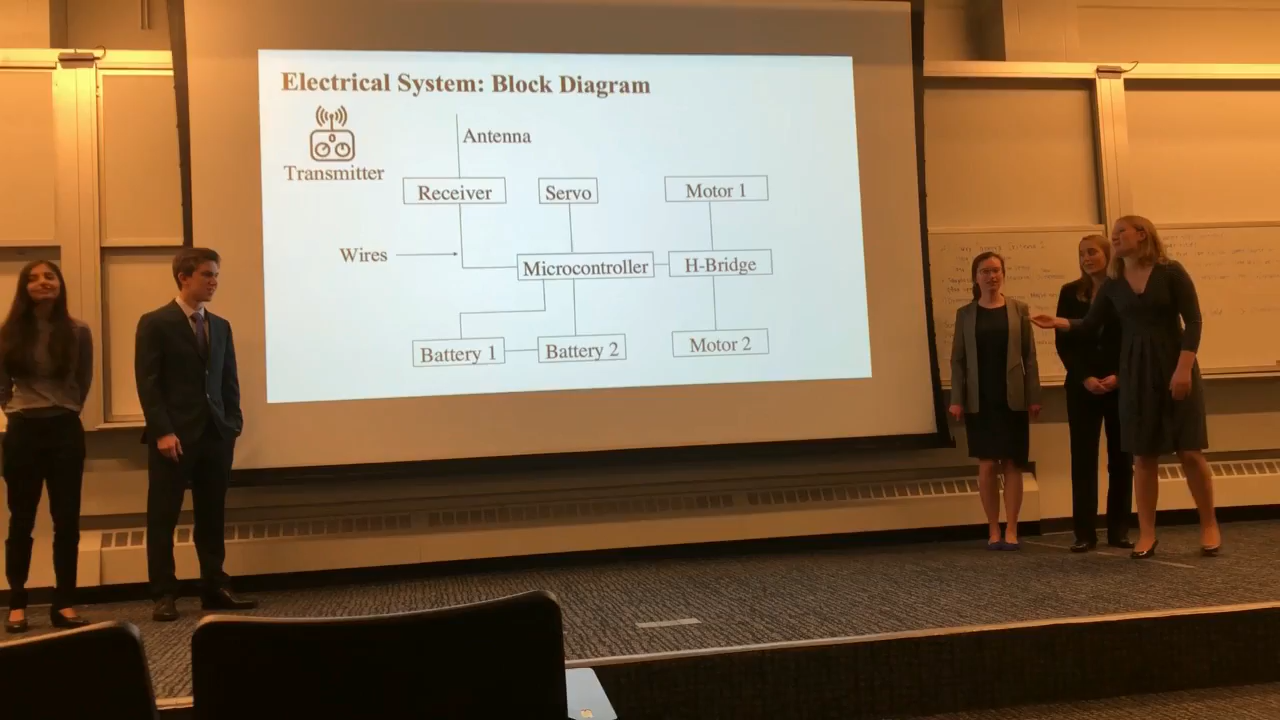 Electrical System: Block Diagram
Antenna
Transmitter
Receiver
Servo
Motor 1
Wires
Microcontroller
H-Bridge
Battery 1
Battery 2
Motor 2